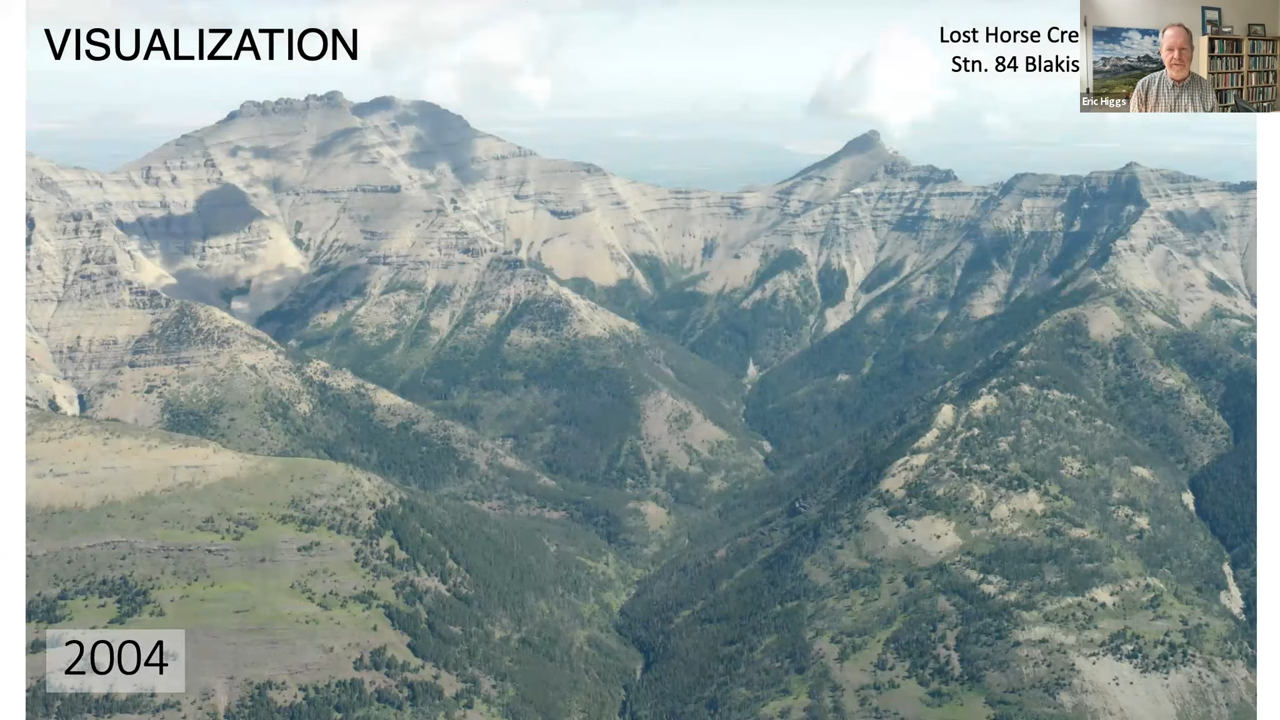 VISUALIZATION
Lost Horse Cre
Stn. 84 Blakis
Eric Higgs
2004